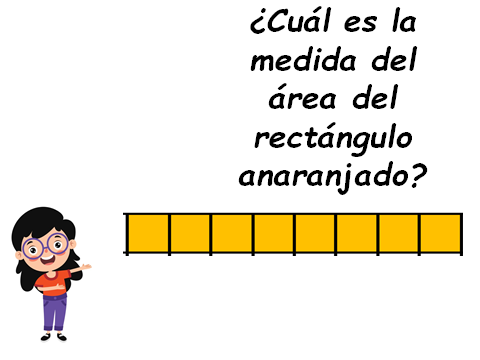 ¿Cuál es la
medida del
área del
rectángulo
anaranjado?